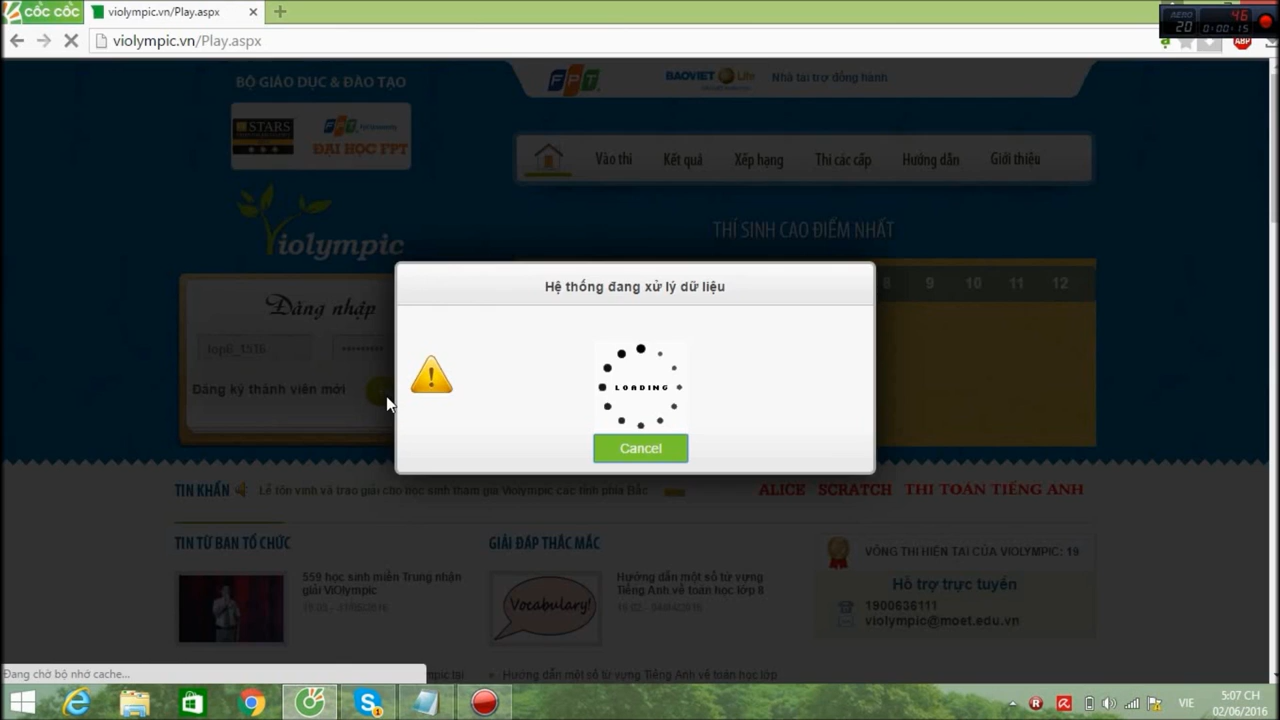 cốc cốc
violympic.vn/Play.aspx
AERO
20
46
0:00:15
violympic.vn/Play.aspx
ABP
BỘ GIÁO DỤC & ĐÀO TẠO
FPT
BAOVIET Life
Nhà tài trợ đồng hành
STARS
FPT
ĐẠI HỌC FPT
Vào thi
Kết quả
Xếp hạng
Thi các cấp
Hướng dẫn
Giới thiệu
Violympic
THÍ SINH CAO ĐIỂM NHẤT
Hệ thống đang xử lý dữ liệu
8 9 10 11 12
Đăng nhập
LOADING
Đăng ký thành viên mới
Cancel
TIN KHẨN
Lễ tôn vinh và trao giải cho học sinh tham gia Violympic các tỉnh phía Bắc
ALICE SCRATCH THI TOÁN TIẾNG ANH
TIN TỪ BAN TỔ CHỨC
GIẢI ĐÁP THẮC MẮC
VÒNG THI HIỆN TẠI CỦA VIOLYMPIC: 19
559 học sinh miền Trung nhận
giải ViOlympic
Vocabulary!
Hướng dẫn một số từ vựng
Tiếng Anh về toán học lớp 8
Hỗ trợ trực tuyến
1900636111
violympic@moet.edu.vn
Đang chờ bộ nhớ cache...
Hướng dẫn một số từ vựng Tiếng Anh về toán học lớp
VIE
5:07 CH
02/06/2016